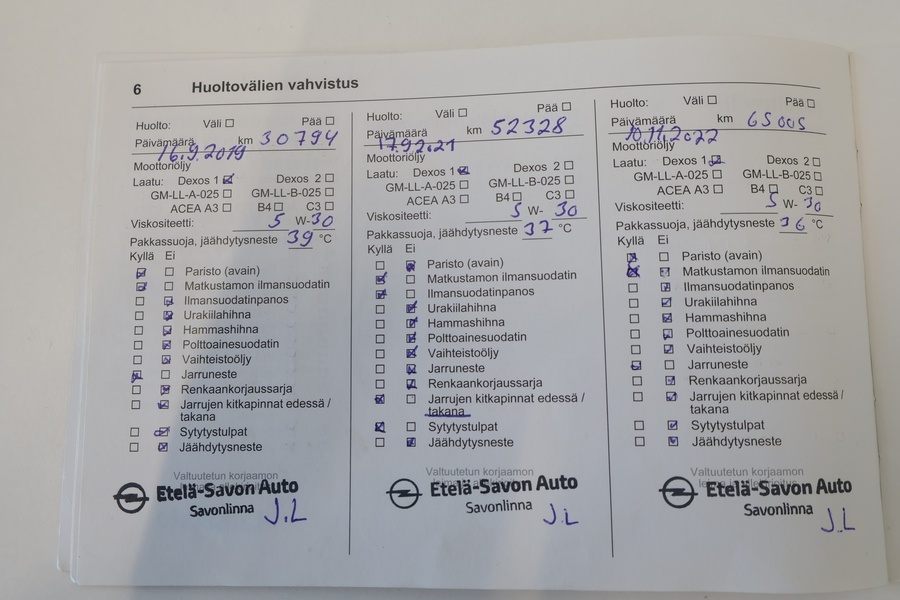 6 Huoltovälien vahvistus
Huolto: Väli ☐ Pää ☐
Päivämäärä km 30794
16.9.2019
Moottoriöljy
Laatu: Dexos 1 ☑ Dexos 2 ☐
GM-LL-A-025 ☐ GM-LL-B-025 ☐
ACEA A3 ☐ B4 ☐ C3 ☐
Viskositeetti: 5 W-30
Pakkassuoja, jäähdytysneste 39 °C
Kyllä Ei
☑ ☐ Paristo (avain)
☑ ☐ Matkustamon ilmansuodatin
☐ ☑ Ilmansuodatinpanos
☐ ☑ Urakiilahihna
☐ ☑ Hammashihna
☐ ☑ Polttoainesuodatin
☐ ☑ Vaihteistoöljy
☑ ☐ Jarruneste
☐ ☑ Renkaankorjaussarja
☐ ☑ Jarrujen kitkapinnat edessä /
takana
☐ ☑ Sytytystulpat
☐ ☑ Jäähdytysneste
Valtuutetun korjaamon
Etelä-Savon Auto
Savonlinna
J.L
Huolto: Väli ☐ Pää ☐
Päivämäärä km 52328
Moottoriöljy
Laatu: Dexos 1 ☑ Dexos 2 ☐
GM-LL-A-025 ☐ GM-LL-B-025 ☐
ACEA A3 ☐ B4 ☐ C3 ☐
Viskositeetti: 5 W- 30
Pakkassuoja, jäähdytysneste 37 °C
Kyllä Ei
☐ ☑ Paristo (avain)
☑ ☐ Matkustamon ilmansuodatin
☑ ☐ Ilmansuodatinpanos
☐ ☑ Urakiilahihna
☐ ☑ Hammashihna
☐ ☑ Polttoainesuodatin
☐ ☑ Vaihteistoöljy
☐ ☑ Jarruneste
☐ ☑ Renkaankorjaussarja
☑ ☐ Jarrujen kitkapinnat edessä /
takana
☑ ☐ Sytytystulpat
☐ ☑ Jäähdytysneste
Valtuutetun korjaamon
Etelä-Savon Auto
Savonlinna
J.L
Huolto: Väli ☐ Pää ☐
Päivämäärä km 65005
10.11.2022
Moottoriöljy
Laatu: Dexos 1 ☑ Dexos 2 ☐
GM-LL-A-025 ☐ GM-LL-B-025 ☐
ACEA A3 ☐ B4 ☐ C3 ☐
Viskositeetti: 5 W- 30
Pakkassuoja, jäähdytysneste 36 °C
Kyllä Ei
☑ ☐ Paristo (avain)
☑ ☐ Matkustamon ilmansuodatin
☐ ☑ Ilmansuodatinpanos
☐ ☑ Urakiilahihna
☐ ☑ Hammashihna
☐ ☑ Polttoainesuodatin
☐ ☑ Vaihteistoöljy
☑ ☐ Jarruneste
☐ ☑ Renkaankorjaussarja
☐ ☑ Jarrujen kitkapinnat edessä /
takana
☐ ☑ Sytytystulpat
☐ ☑ Jäähdytysneste
Valtuutetun korjaamon
Etelä-Savon Auto
Savonlinna
J.L